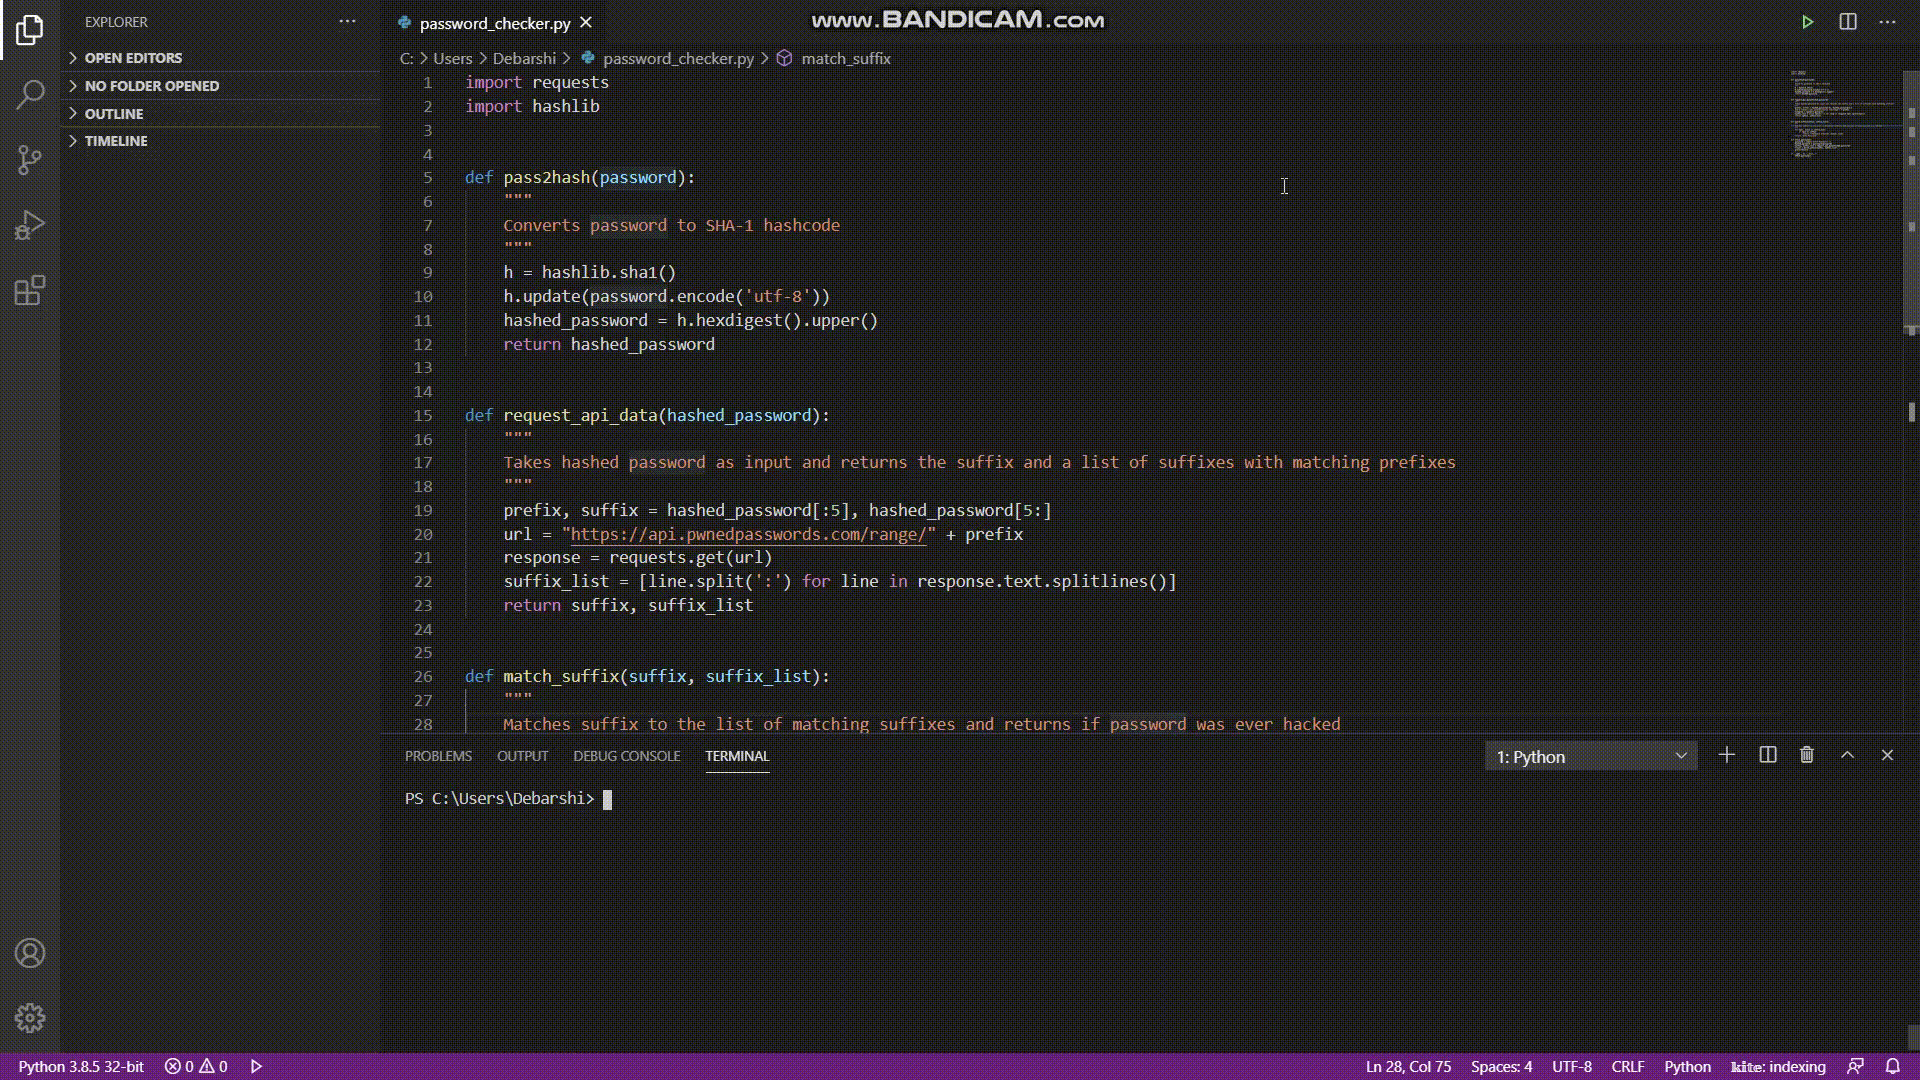 EXPLORER
OPEN EDITORS
NO FOLDER OPENED
OUTLINE
TIMELINE
password_checker.py
www.BANDICAM.com
C: > Users > Debarshi > password_checker.py > match_suffix
1 import requests
2 import hashlib
3
4
5 def pass2hash(password):
6     """
7     Converts password to SHA-1 hashcode
8     """
9     h = hashlib.sha1()
10     h.update(password.encode('utf-8'))
11     hashed_password = h.hexdigest().upper()
12     return hashed_password
13
14
15 def request_api_data(hashed_password):
16     """
17     Takes hashed password as input and returns the suffix and a list of suffixes with matching prefixes
18     """
19     prefix, suffix = hashed_password[:5], hashed_password[5:]
20     url = "https://api.pwnedpasswords.com/range/" + prefix
21     response = requests.get(url)
22     suffix_list = [line.split(':') for line in response.text.splitlines()]
23     return suffix, suffix_list
24
25
26 def match_suffix(suffix, suffix_list):
27     """
28     Matches suffix to the list of matching suffixes and returns if password was ever hacked
PROBLEMS OUTPUT DEBUG CONSOLE TERMINAL 1: Python
PS C:\Users\Debarshi>
Python 3.8.5 32-bit 0 0 Ln 28, Col 75 Spaces: 4 UTF-8 CRLF Python kite: indexing